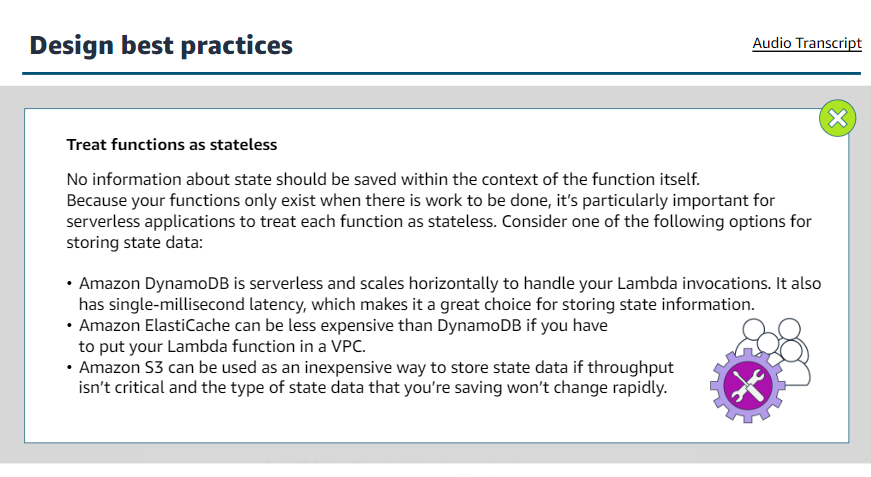 Design best practices
Audio Transcript
Treat functions as stateless
No information about state should be saved within the context of the function itself.
Because your functions only exist when there is work to be done, it's particularly important for
serverless applications to treat each function as stateless. Consider one of the following options for
storing state data:
• Amazon DynamoDB is serverless and scales horizontally to handle your Lambda invocations. It also
has single-millisecond latency, which makes it a great choice for storing state information.
• Amazon ElastiCache can be less expensive than DynamoDB if you have
to put your Lambda function in a VPC.
• Amazon S3 can be used as an inexpensive way to store state data if throughput
isn't critical and the type of state data that you're saving won't change rapidly.